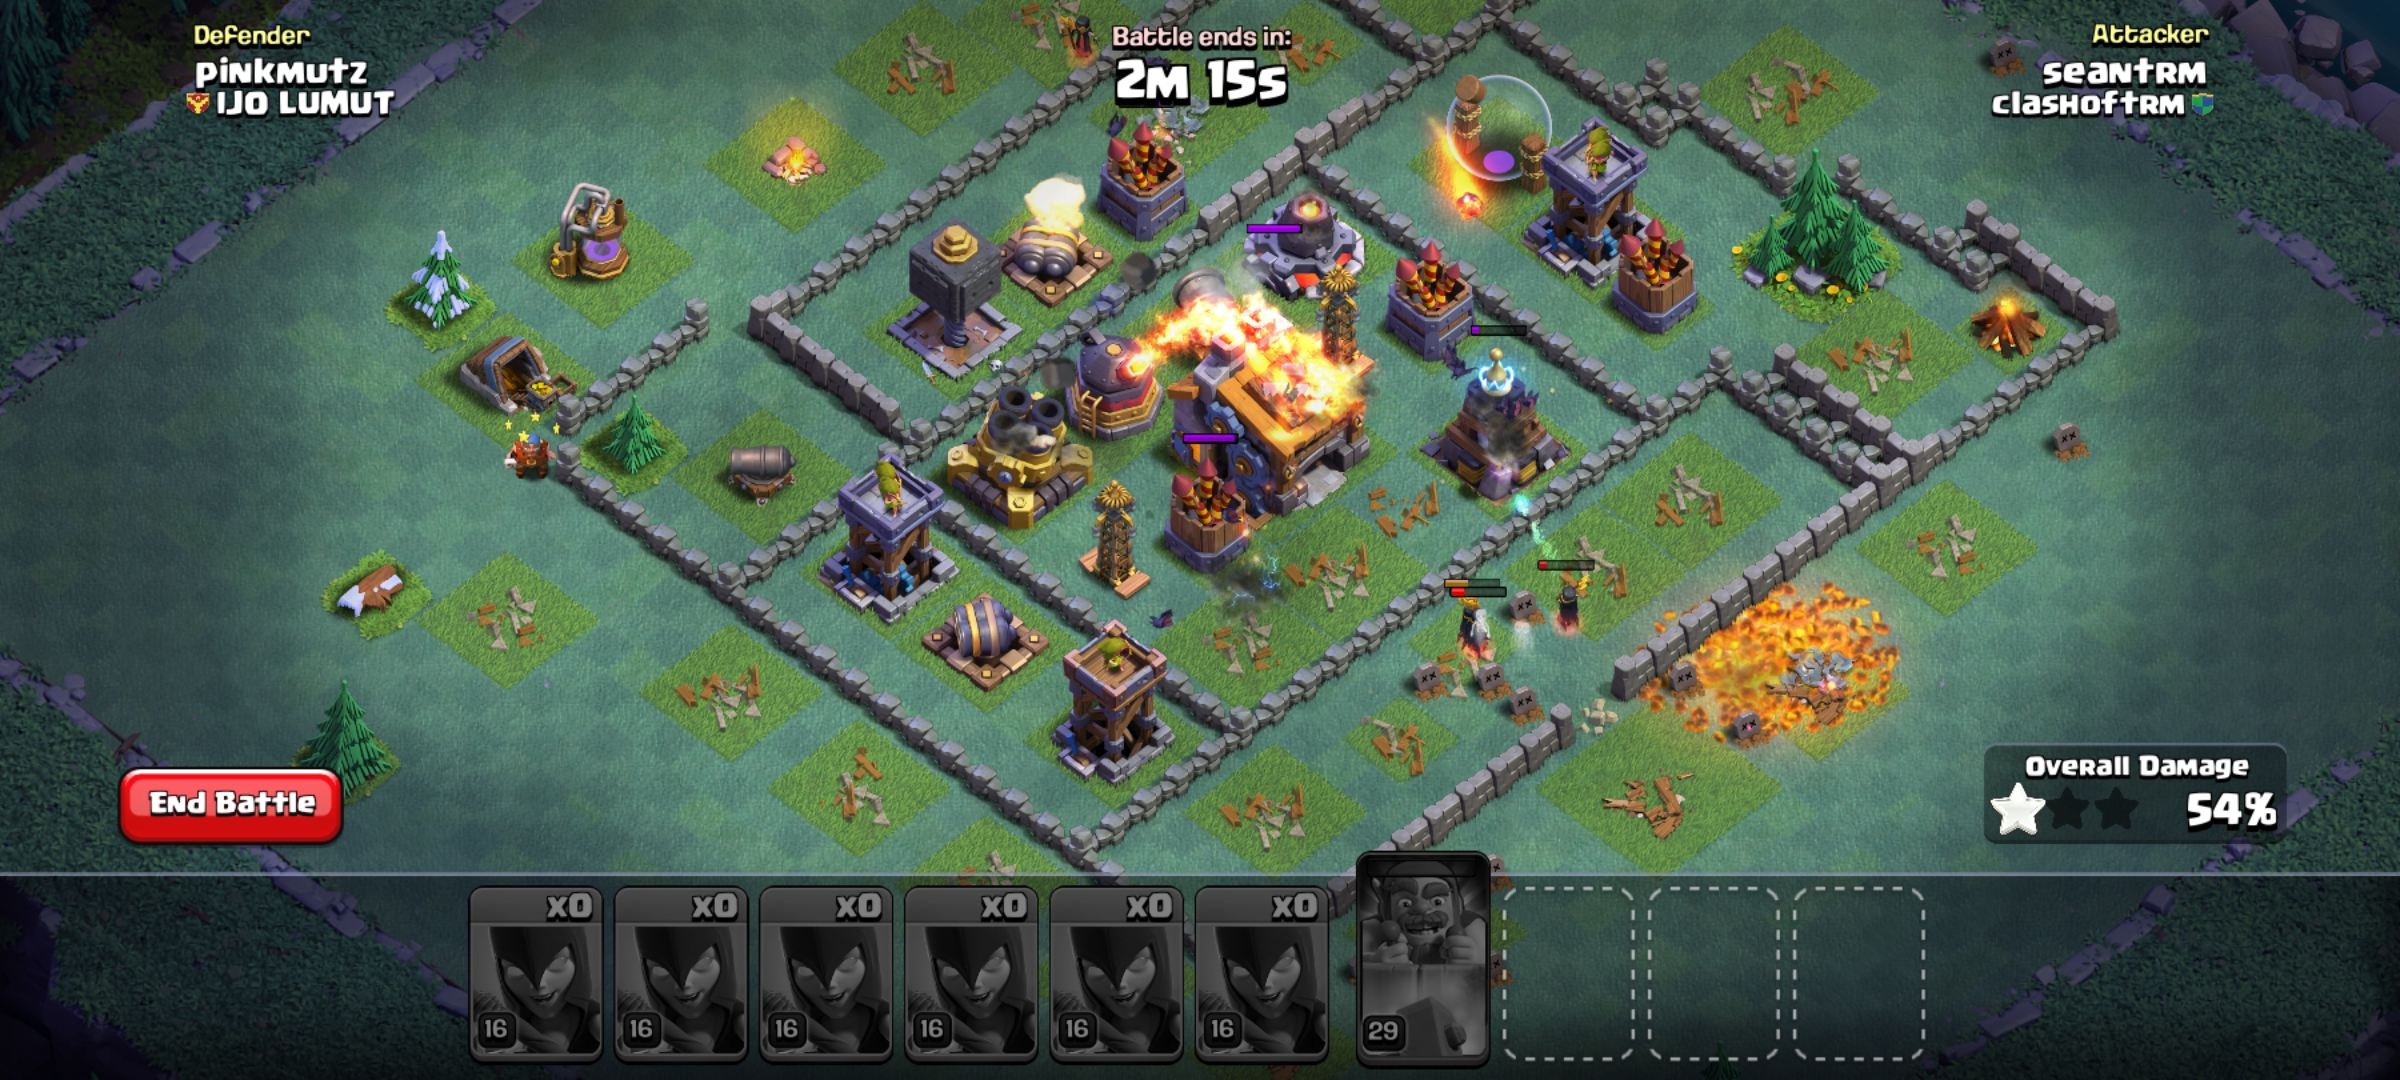 Defender
pinkmutz
IJO LUMUT
Battle ends in:
2M 15s
Attacker
seantRM
clashoftRM
End Battle
Overall Damage
54%
x0
x0
x0
x0
x0
x0
16
16
16
16
16
16
29